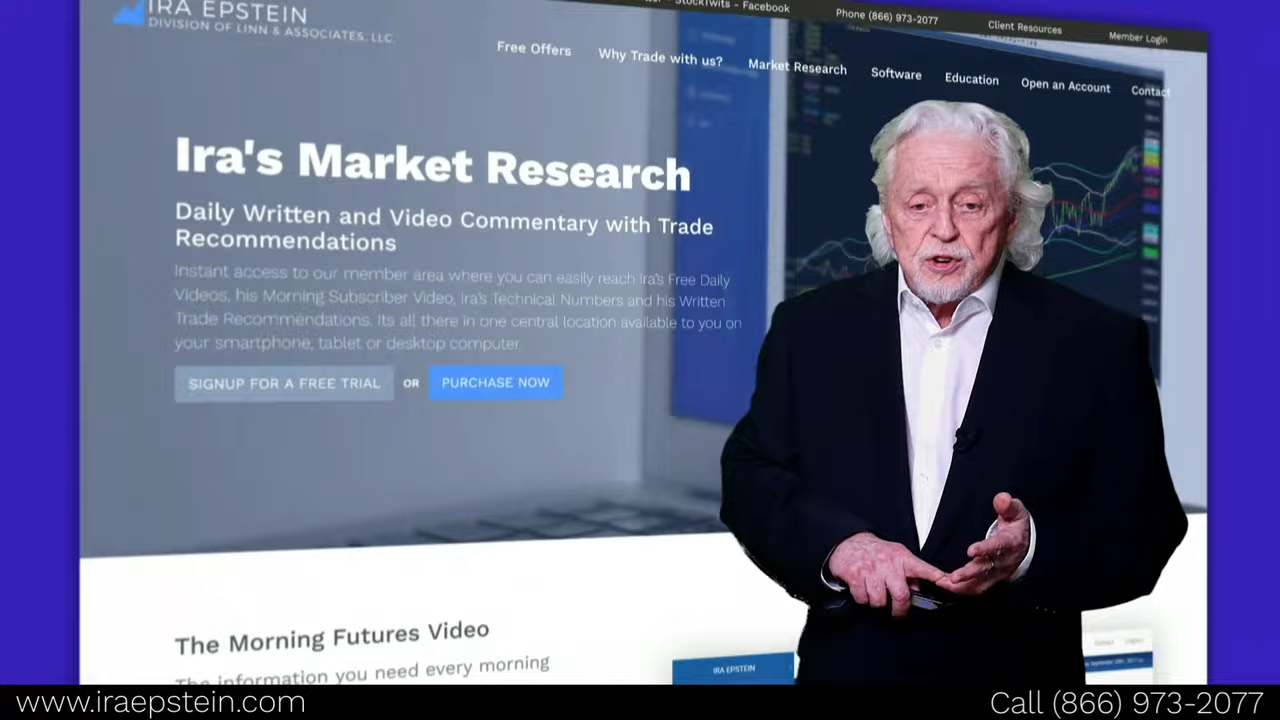 IRA EPSTEIN
DIVISION OF LINN & ASSOCIATES, LLC.
StockTwits - Facebook
Phone (866) 973-2077
Client Resources
Member Login
Free Offers
Why Trade with us?
Market Research
Software
Education
Open an Account
Contact
Ira's Market Research
Daily Written and Video Commentary with Trade
Recommendations
Instant access to our member area where you can easily reach ira's Free Daily
Videos, his Morning Subscriber Video, Ira's Technical Numbers and his Written
Trade Recommendations. Its all there in one central location available to you on
your smartphone, tablet or desktop computer.
SIGNUP FOR A FREE TRIAL OR PURCHASE NOW
The Morning Futures Video
The information you need every morning
IRA EPSTEIN
www.iraepstein.com
Call (866) 973-2077